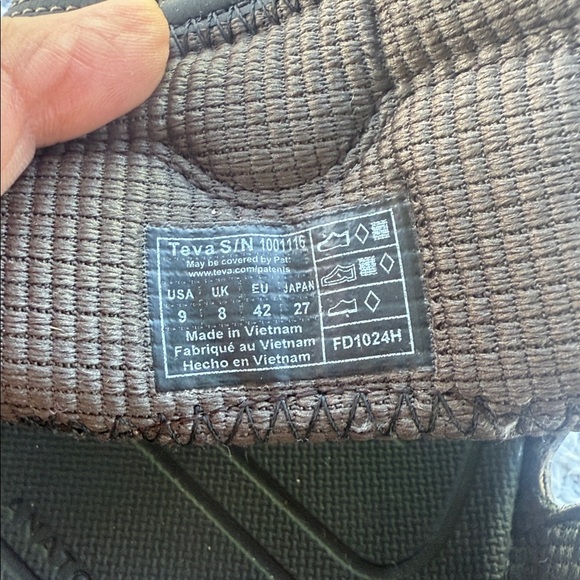 Teva S/N 1001116
May be covered by Pat:
www.teva.com/patents
USA UK EU JAPAN
9 8 42 27
Made in Vietnam
Fabriqué au Vietnam
Hecho en Vietnam
FD1024H
ANATO